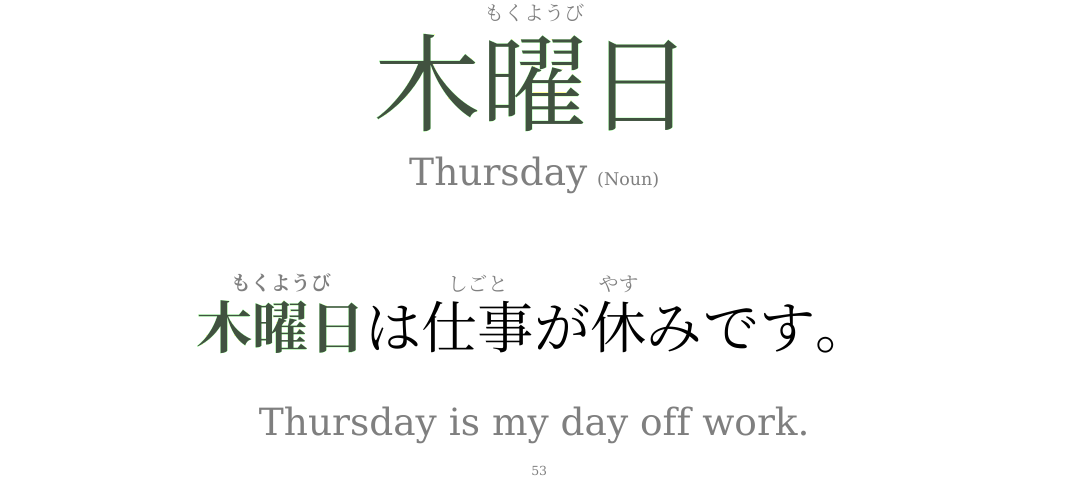 もくようび
木曜日
Thursday (Noun)
もくようび しごと やす
木曜日は仕事が休みです。
Thursday is my day off work.
53